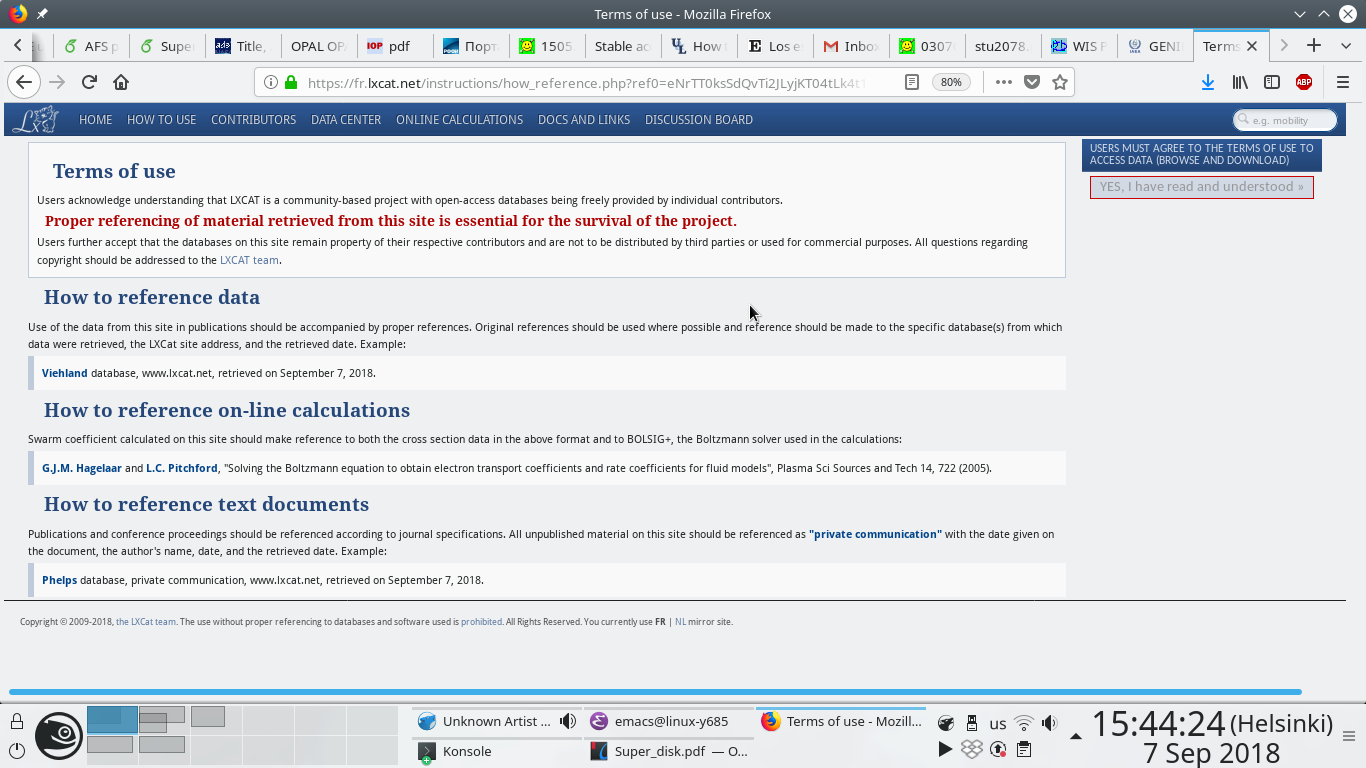 Terms of use - Mozilla Firefox
AFS p
Supe
ads
Title,
OPAL OP
IOP
pdf
Порт
1505
Stable ac
How
Los e
Inbo
0307
stu2078.
WIS P
GENI
Terms
https://fr.lxcat.net/instructions/how_reference.php?ref0=eNrTT0ksSdQvTi2JLyjKT04tLk4t1
80%
ABP
LXCat
HOME
HOW TO USE
CONTRIBUTORS
DATA CENTER
ONLINE CALCULATIONS
DOCS AND LINKS
DISCUSSION BOARD
e.g. mobility
Terms of use
Users acknowledge understanding that LXCAT is a community-based project with open-access databases being freely provided by individual contributors.
Proper referencing of material retrieved from this site is essential for the survival of the project.
Users further accept that the databases on this site remain property of their respective contributors and are not to be distributed by third parties or used for commercial purposes. All questions regarding
copyright should be addressed to the LXCAT team.
USERS MUST AGREE TO THE TERMS OF USE TO
ACCESS DATA (BROWSE AND DOWNLOAD)
YES, I have read and understood »
How to reference data
Use of the data from this site in publications should be accompanied by proper references. Original references should be used where possible and reference should be made to the specific database(s) from which
data were retrieved, the LXCat site address, and the retrieved date. Example:
Viehland database, www.lxcat.net, retrieved on September 7, 2018.
How to reference on-line calculations
Swarm coefficient calculated on this site should make reference to both the cross section data in the above format and to BOLSIG+, the Boltzmann solver used in the calculations:
G.J.M. Hagelaar and L.C. Pitchford, "Solving the Boltzmann equation to obtain electron transport coefficients and rate coefficients for fluid models", Plasma Sci Sources and Tech 14, 722 (2005).
How to reference text documents
Publications and conference proceedings should be referenced according to journal specifications. All unpublished material on this site should be referenced as "private communication" with the date given on
the document, the author's name, date, and the retrieved date. Example:
Phelps database, private communication, www.lxcat.net, retrieved on September 7, 2018.
Copyright © 2009-2018, the LXCat team. The use without proper referencing to databases and software used is prohibited. All Rights Reserved. You currently use FR | NL mirror site.
Unknown Artist ...
emacs@linux-y685
Terms of use - Mozill...
Konsole
Super_disk.pdf — O...
us
15:44:24 (Helsinki)
7 Sep 2018